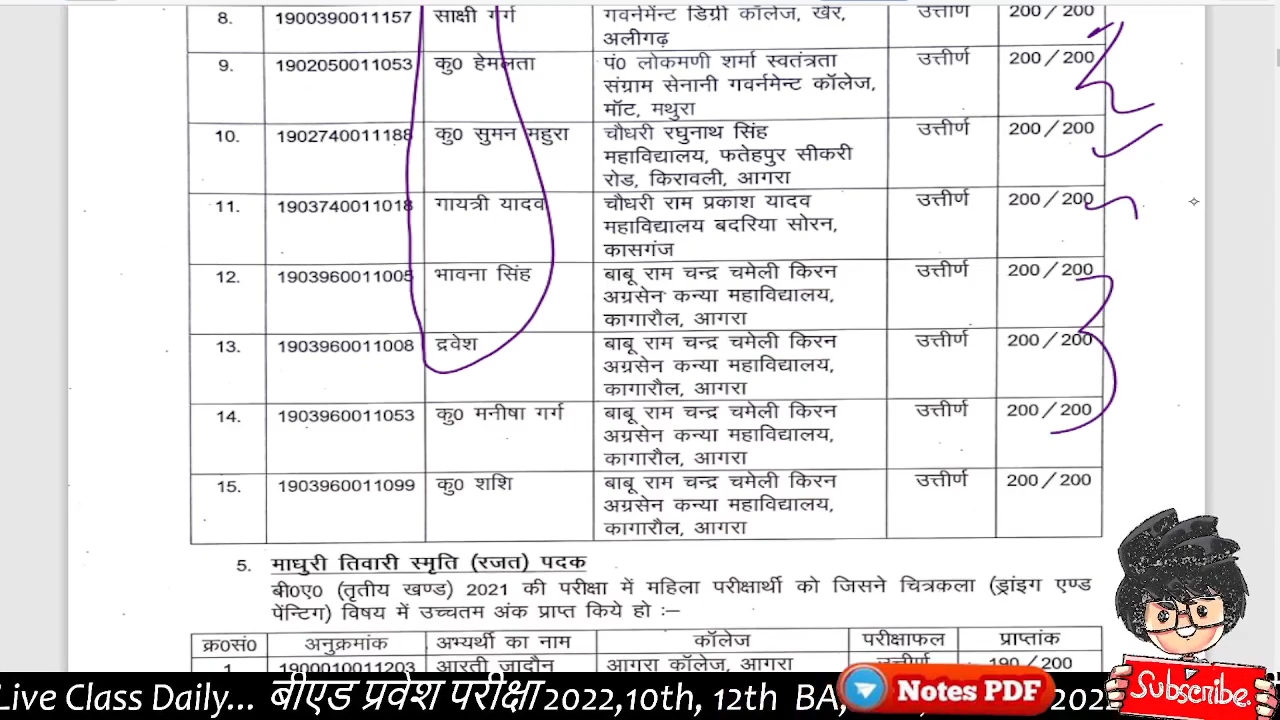 8. 1900390011157 साक्षी गर्ग गवर्नमेंन्ट डिग्री कॉलेज, खैर, उत्तीर्ण 200/200
अलीगढ़
9. 1902050011053 कु0 हेमलता पं0 लोकमणी शर्मा स्वतंत्रता उत्तीर्ण 200/200
संग्राम सेनानी गवर्नमेन्ट कॉलेज,
मॉट, मथुरा
10. 1902740011188 कु0 सुमन महुरा चौधरी रघुनाथ सिंह उत्तीर्ण 200/200
महाविद्यालय, फतेहपुर सीकरी
रोड, किरावली, आगरा
11. 1903740011018 गायत्री यादव चौधरी राम प्रकाश यादव उत्तीर्ण 200/200
महाविद्यालय बदरिया सोरन,
कासगंज
12. 1903960011005 भावना सिंह बाबू राम चन्द्र चमेली किरन उत्तीर्ण 200/200
अग्रसेन कन्या महाविद्यालय,
कागारौल, आगरा
13. 1903960011008 द्रवेश बाबू राम चन्द्र चमेली किरन उत्तीर्ण 200/200
अग्रसेन कन्या महाविद्यालय,
कागारौल, आगरा
14. 1903960011053 कु0 मनीषा गर्ग बाबू राम चन्द्र चमेली किरन उत्तीर्ण 200/200
अग्रसेन कन्या महाविद्यालय,
कागारौल, आगरा
15. 1903960011099 कु0 शशि बाबू राम चन्द्र चमेली किरन उत्तीर्ण 200/200
अग्रसेन कन्या महाविद्यालय,
कागारौल, आगरा
5. माधुरी तिवारी स्मृति (रजत) पदक
बी0ए0 (तृतीय खण्ड) 2021 की परीक्षा में महिला परीक्षार्थी को जिसने चित्रकला (ड्रांइग एण्ड
पेंन्टिग) विषय में उच्चतम अंक प्राप्त किये हो :–
क्र0सं0 अनुक्रमांक अभ्यर्थी का नाम कॉलेज परीक्षाफल प्राप्तांक
1. 1900010011203 आरती जादौन आगरा कॉलेज, आगरा उत्तीर्ण 190/200
Live Class Daily... बीएड प्रवेश परीक्षा 2022,10th, 12th BA, 2022
Notes PDF
Subscribe.